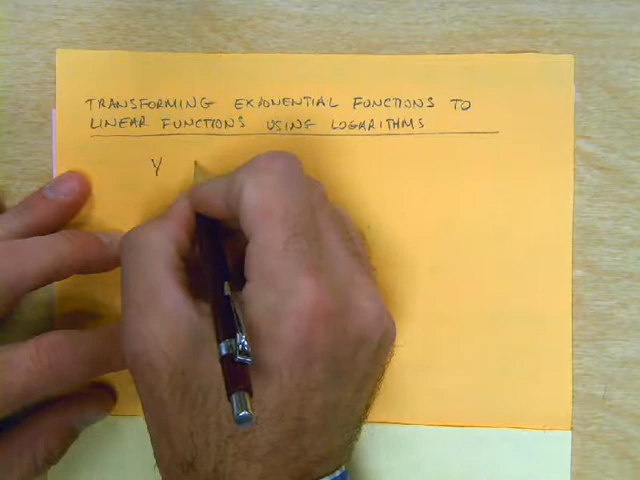 TRANSFORMING EXPONENTIAL FUNCTIONS TO
LINEAR FUNCTIONS USING LOGARITHMS
Y